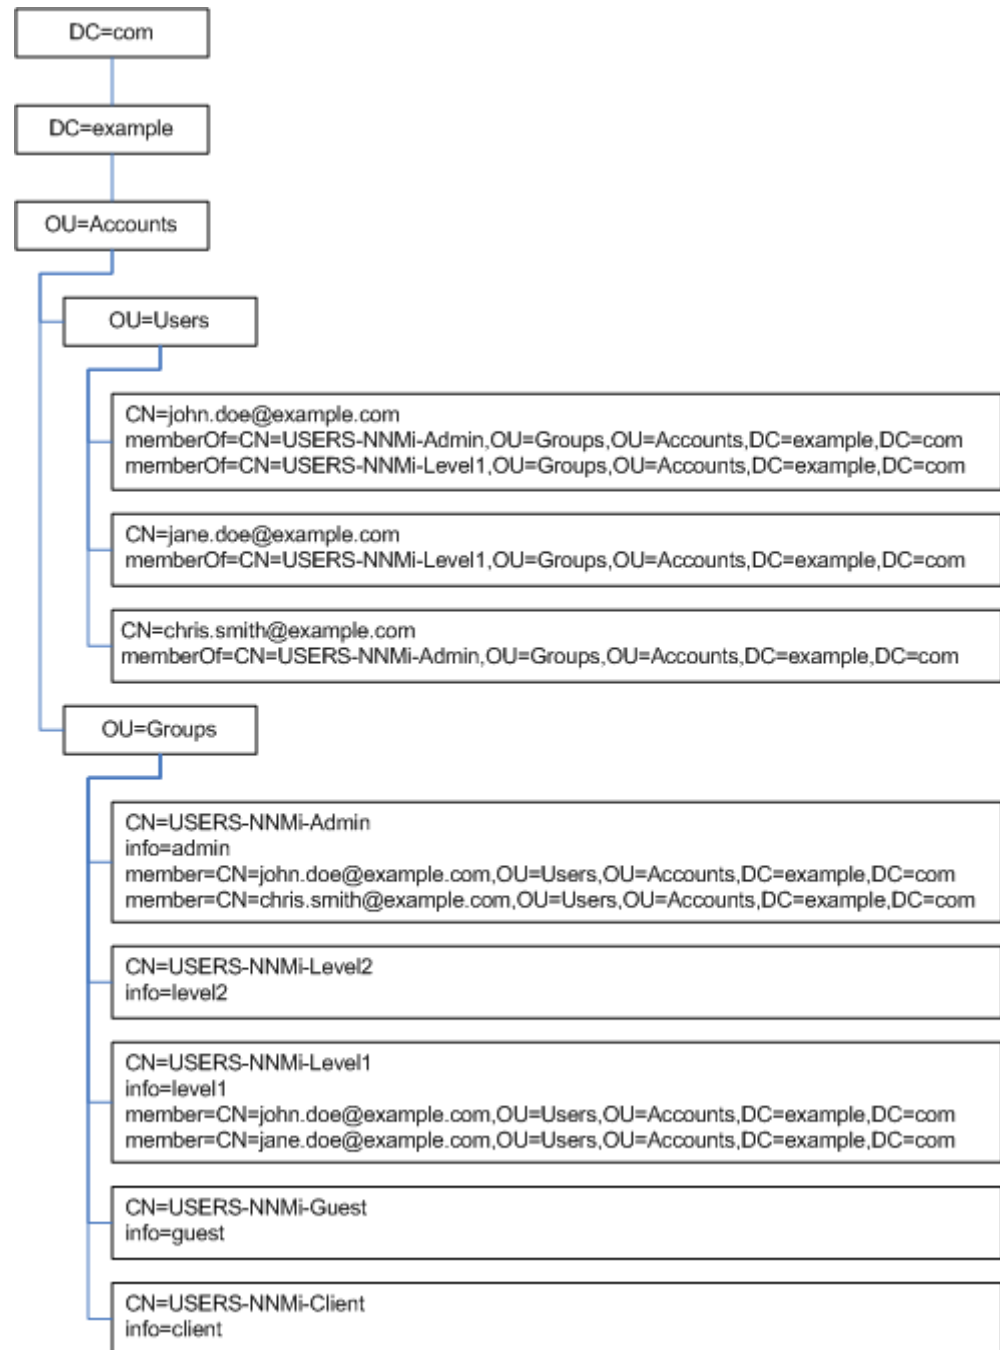 DC=com
DC=example
OU=Accounts
OU=Users
CN=john.doe@example.com
memberOf=CN=USERS-NNMi-Admin,OU=Groups,OU=Accounts,DC=example,DC=com
memberOf=CN=USERS-NNMi-Level1,OU=Groups,OU=Accounts,DC=example,DC=com
CN=jane.doe@example.com
memberOf=CN=USERS-NNMi-Level1,OU=Groups,OU=Accounts,DC=example,DC=com
CN=chris.smith@example.com
memberOf=CN=USERS-NNMi-Admin,OU=Groups,OU=Accounts,DC=example,DC=com
OU=Groups
CN=USERS-NNMi-Admin
info=admin
member=CN=john.doe@example.com,OU=Users,OU=Accounts,DC=example,DC=com
member=CN=chris.smith@example.com,OU=Users,OU=Accounts,DC=example,DC=com
CN=USERS-NNMi-Level2
info=level2
CN=USERS-NNMi-Level1
info=level1
member=CN=john.doe@example.com,OU=Users,OU=Accounts,DC=example,DC=com
member=CN=jane.doe@example.com,OU=Users,OU=Accounts,DC=example,DC=com
CN=USERS-NNMi-Guest
info=guest
CN=USERS-NNMi-Client
info=client